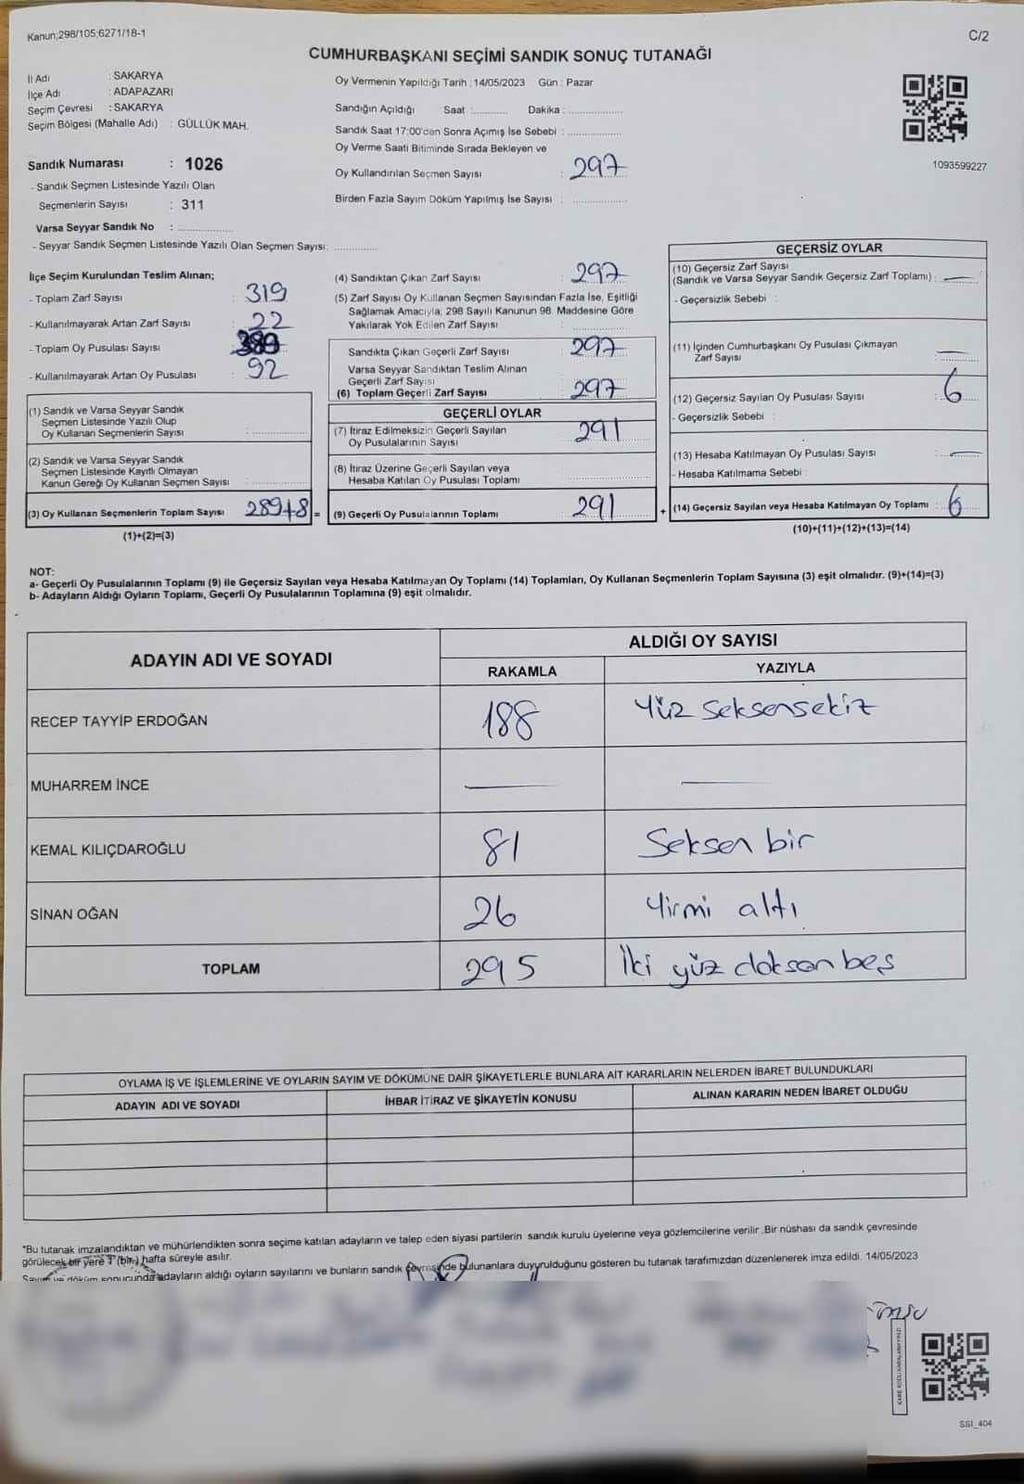 Kanun;298/105;6271/18-1
C/2
CUMHURBAŞKANI SEÇİMİ SANDIK SONUÇ TUTANAĞI
İl Adı : SAKARYA
İlçe Adı : ADAPAZARI
Seçim Çevresi : SAKARYA
Seçim Bölgesi (Mahalle Adı) : GÜLLÜK MAH.
Sandık Numarası : 1026
- Sandık Seçmen Listesinde Yazılı Olan
Seçmenlerin Sayısı : 311
Varsa Seyyar Sandık No :
- Seyyar Sandık Seçmen Listesinde Yazılı Olan Seçmen Sayısı:
Oy Vermenin Yapıldığı Tarih : 14/05/2023 Gün : Pazar
Sandığın Açıldığı Saat : Dakika :
Sandık Saat 17:00'den Sonra Açımış İse Sebebi :
Oy Verme Saati Bitiminde Sırada Bekleyen ve
Oy Kullandırılan Seçmen Sayısı : 297
Birden Fazla Sayım Döküm Yapılmış İse Sayısı :
1093599227
İlçe Seçim Kurulundan Teslim Alınan;
- Toplam Zarf Sayısı : 319
- Kullanılmayarak Artan Zarf Sayısı : 22
- Toplam Oy Pusulası Sayısı :
- Kullanılmayarak Artan Oy Pusulası : 92
(1) Sandık ve Varsa Seyyar Sandık
Seçmen Listesinde Yazılı Olup
Oy Kullanan Seçmenlerin Sayısı :
(2) Sandık ve Varsa Seyyar Sandık
Seçmen Listesinde Kayıtlı Olmayan
Kanun Gereği Oy Kullanan Seçmen Sayısı :
(3) Oy Kullanan Seçmenlerin Toplam Sayısı 289+8 =
(1)+(2)=(3)
(4) Sandıktan Çıkan Zarf Sayısı : 297
(5) Zarf Sayısı Oy Kullanan Seçmen Sayısından Fazla İse, Eşitliği
Sağlamak Amacıyla; 298 Sayılı Kanunun 98. Maddesine Göre
Yakılarak Yok Edilen Zarf Sayısı :
Sandıkta Çıkan Geçerli Zarf Sayısı : 297
Varsa Seyyar Sandıktan Teslim Alınan
Geçerli Zarf Sayısı
(6) Toplam Geçerli Zarf Sayısı : 297
GEÇERLİ OYLAR
(7) İtiraz Edilmeksizin Geçerli Sayılan
Oy Pusulalarının Sayısı : 291
(8) İtiraz Üzerine Geçerli Sayılan veya
Hesaba Katılan Oy Pusulası Toplamı
(9) Geçerli Oy Pusulalarının Toplamı : 291 +
GEÇERSİZ OYLAR
(10) Geçersiz Zarf Sayısı
(Sandık ve Varsa Seyyar Sandık Geçersiz Zarf Toplamı) : —
- Geçersizlik Sebebi :
(11) İçinden Cumhurbaşkanı Oy Pusulası Çıkmayan
Zarf Sayısı —
(12) Geçersiz Sayılan Oy Pusulası Sayısı : 6
- Geçersizlik Sebebi :
(13) Hesaba Katılmayan Oy Pusulası Sayısı : —
- Hesaba Katılmama Sebebi :
(14) Geçersiz Sayılan veya Hesaba Katılmayan Oy Toplamı : 6
(10)+(11)+(12)+(13)=(14)
NOT:
a- Geçerli Oy Pusulalarının Toplamı (9) ile Geçersiz Sayılan veya Hesaba Katılmayan Oy Toplamı (14) Toplamları, Oy Kullanan Seçmenlerin Toplam Sayısına (3) eşit olmalıdır. (9)+(14)=(3)
b- Adayların Aldığı Oyların Toplamı, Geçerli Oy Pusulalarının Toplamına (9) eşit olmalıdır.
ADAYIN ADI VE SOYADI
ALDIĞI OY SAYISI
RAKAMLA YAZIYLA
RECEP TAYYİP ERDOĞAN 188 Yüz Seksensekiz
MUHARREM İNCE — —
KEMAL KILIÇDAROĞLU 81 Seksen bir
SİNAN OĞAN 26 Yirmi altı
TOPLAM 295 İki yüz doksan beş
OYLAMA İŞ VE İŞLEMLERİNE VE OYLARIN SAYIM VE DÖKÜMÜNE DAİR ŞİKAYETLERLE BUNLARA AİT KARARLARIN NELERDEN İBARET BULUNDUKLARI
ADAYIN ADI VE SOYADI İHBAR İTİRAZ VE ŞİKAYETİN KONUSU ALINAN KARARIN NEDEN İBARET OLDUĞU
"Bu tutanak imzalandıktan ve mühürlendikten sonra seçime katılan adayların ve talep eden siyasi partilerin sandık kurulu üyelerine veya gözlemcilerine verilir .Bir nüshası da sandık çevresinde
görülecek bir yere 1 (bir) hafta süreyle asılır.
Sayım ve döküm sonucunda adayların aldığı oyların sayılarını ve bunların sandık çevresinde bulunanlara duyurulduğunu gösteren bu tutanak tarafımızdan düzenlenerek imza edildi. 14/05/2023
SSI_404